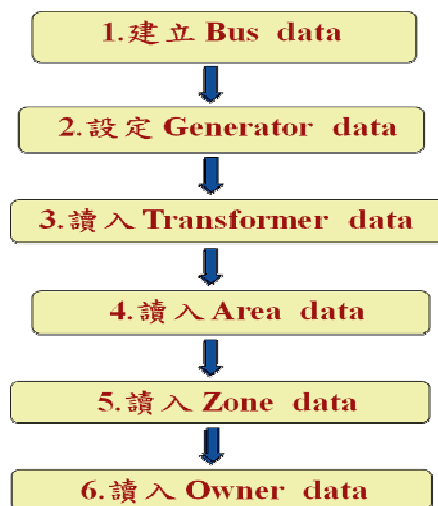 1.建立 Bus data
2.設定 Generator data
3.讀入 Transformer data
4.讀入 Area data
5.讀入 Zone data
6.讀入 Owner data